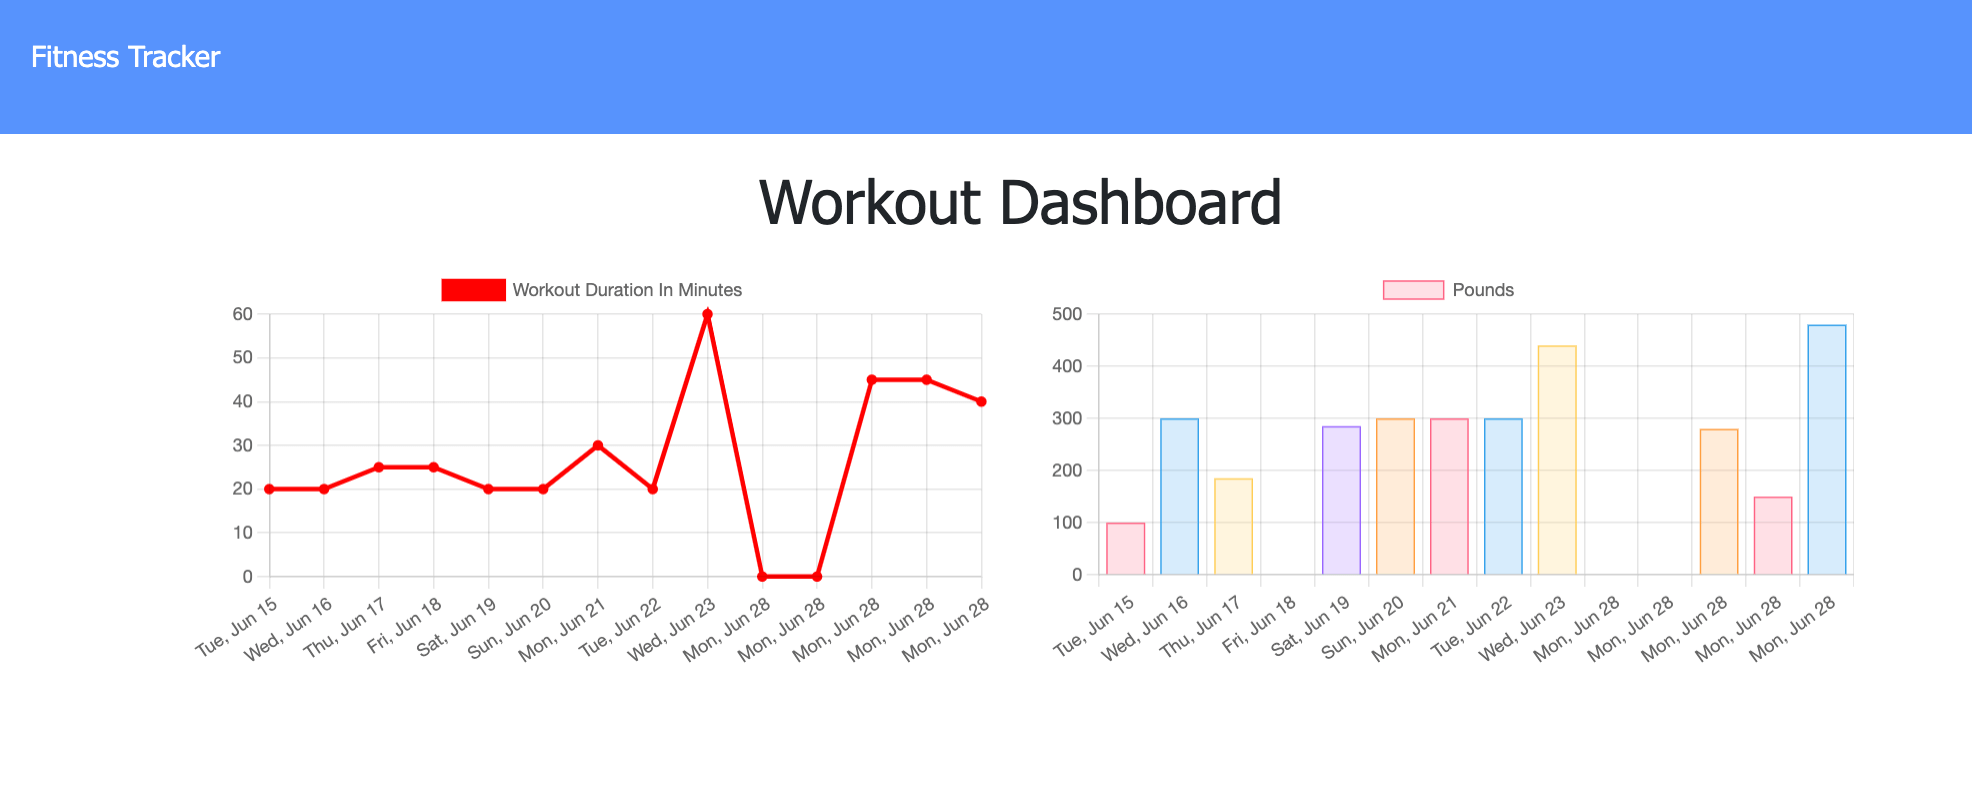 Fitness Tracker
Workout Dashboard
Workout Duration In Minutes
60
50
40
30
20
10
0
Tue, Jun 15
Wed, Jun 16
Thu, Jun 17
Fri, Jun 18
Sat, Jun 19
Sun, Jun 20
Mon, Jun 21
Tue, Jun 22
Wed, Jun 23
Mon, Jun 28
Mon, Jun 28
Mon, Jun 28
Mon, Jun 28
Mon, Jun 28
Pounds
500
400
300
200
100
0
Tue, Jun 15
Wed, Jun 16
Thu, Jun 17
Fri, Jun 18
Sat, Jun 19
Sun, Jun 20
Mon, Jun 21
Tue, Jun 22
Wed, Jun 23
Mon, Jun 28
Mon, Jun 28
Mon, Jun 28
Mon, Jun 28
Mon, Jun 28